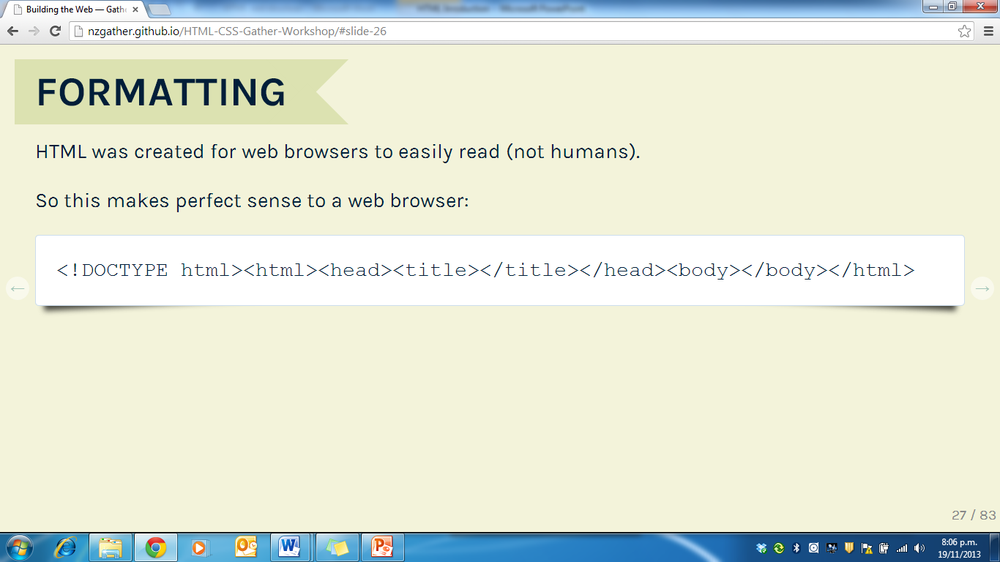 Building the Web — Gath
nzgather.github.io/HTML-CSS-Gather-Workshop/#slide-26
FORMATTING
HTML was created for web browsers to easily read (not humans).
So this makes perfect sense to a web browser:
<!DOCTYPE html><html><head><title></title></head><body></body></html>
←
→
27 / 83
8:06 p.m.
19/11/2013